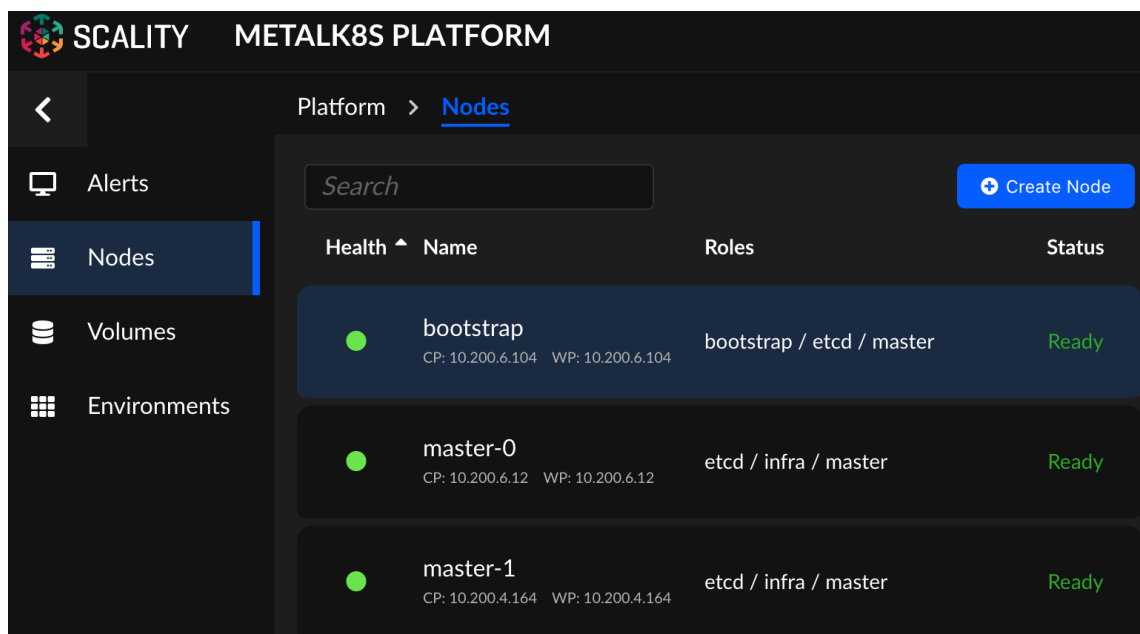 SCALITY METALK8S PLATFORM
Platform > Nodes
Alerts
Nodes
Volumes
Environments
Search
Create Node
Health Name Roles Status
bootstrap
CP: 10.200.6.104 WP: 10.200.6.104
bootstrap / etcd / master
Ready
master-0
CP: 10.200.6.12 WP: 10.200.6.12
etcd / infra / master
Ready
master-1
CP: 10.200.4.164 WP: 10.200.4.164
etcd / infra / master
Ready